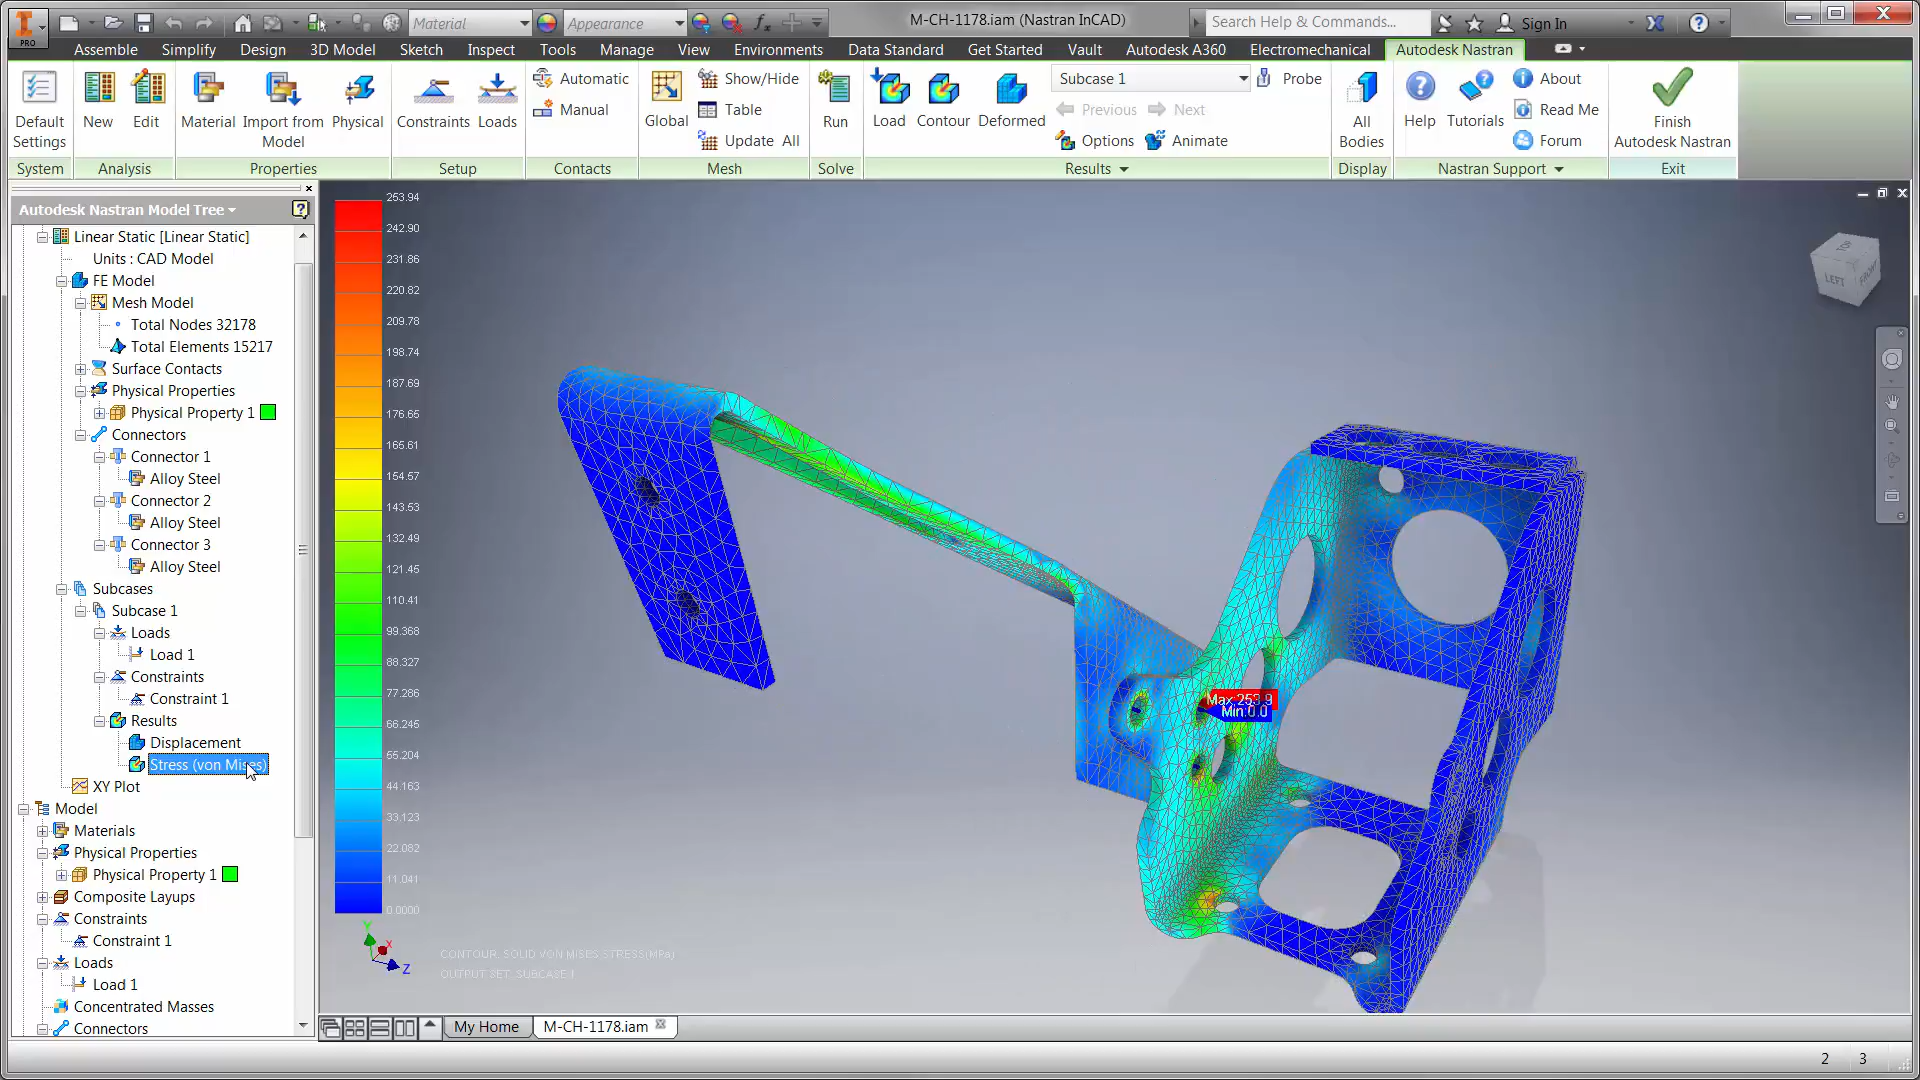 PRO
Material
Appearance
M-CH-1178.iam (Nastran InCAD)
Search Help & Commands...
Sign In
Assemble
Simplify
Design
3D Model
Sketch
Inspect
Tools
Manage
View
Environments
Data Standard
Get Started
Vault
Autodesk A360
Electromechanical
Autodesk Nastran
Default Settings
New
Edit
Material
Import from Model
Physical
Constraints
Loads
Automatic
Manual
Global
Show/Hide
Table
Update All
Run
Load
Contour
Deformed
Subcase 1
Probe
Previous
Next
Options
Animate
All Bodies
Help
Tutorials
About
Read Me
Forum
Finish Autodesk Nastran
System
Analysis
Properties
Setup
Contacts
Mesh
Solve
Results
Display
Nastran Support
Exit
Autodesk Nastran Model Tree
Linear Static [Linear Static]
Units : CAD Model
FE Model
Mesh Model
Total Nodes 32178
Total Elements 15217
Surface Contacts
Physical Properties
Physical Property 1
Connectors
Connector 1
Alloy Steel
Connector 2
Alloy Steel
Connector 3
Alloy Steel
Subcases
Subcase 1
Loads
Load 1
Constraints
Constraint 1
Results
Displacement
Stress (von Mises)
XY Plot
Model
Materials
Physical Properties
Physical Property 1
Composite Layups
Constraints
Constraint 1
Loads
Load 1
Concentrated Masses
Connectors
253.94
242.90
231.86
220.82
209.78
198.74
187.69
176.65
165.61
154.57
143.53
132.49
121.45
110.41
99.368
88.327
77.286
66.245
55.204
44.163
33.123
22.082
11.041
0.0000
TOP
LEFT
FRONT
Max:253.9
Min:0.0
Y
X
Z
CONTOUR: SOLID VON MISES STRESS(MPa)
OUTPUT SET: SUBCASE 1
My Home
M-CH-1178.iam
2
3